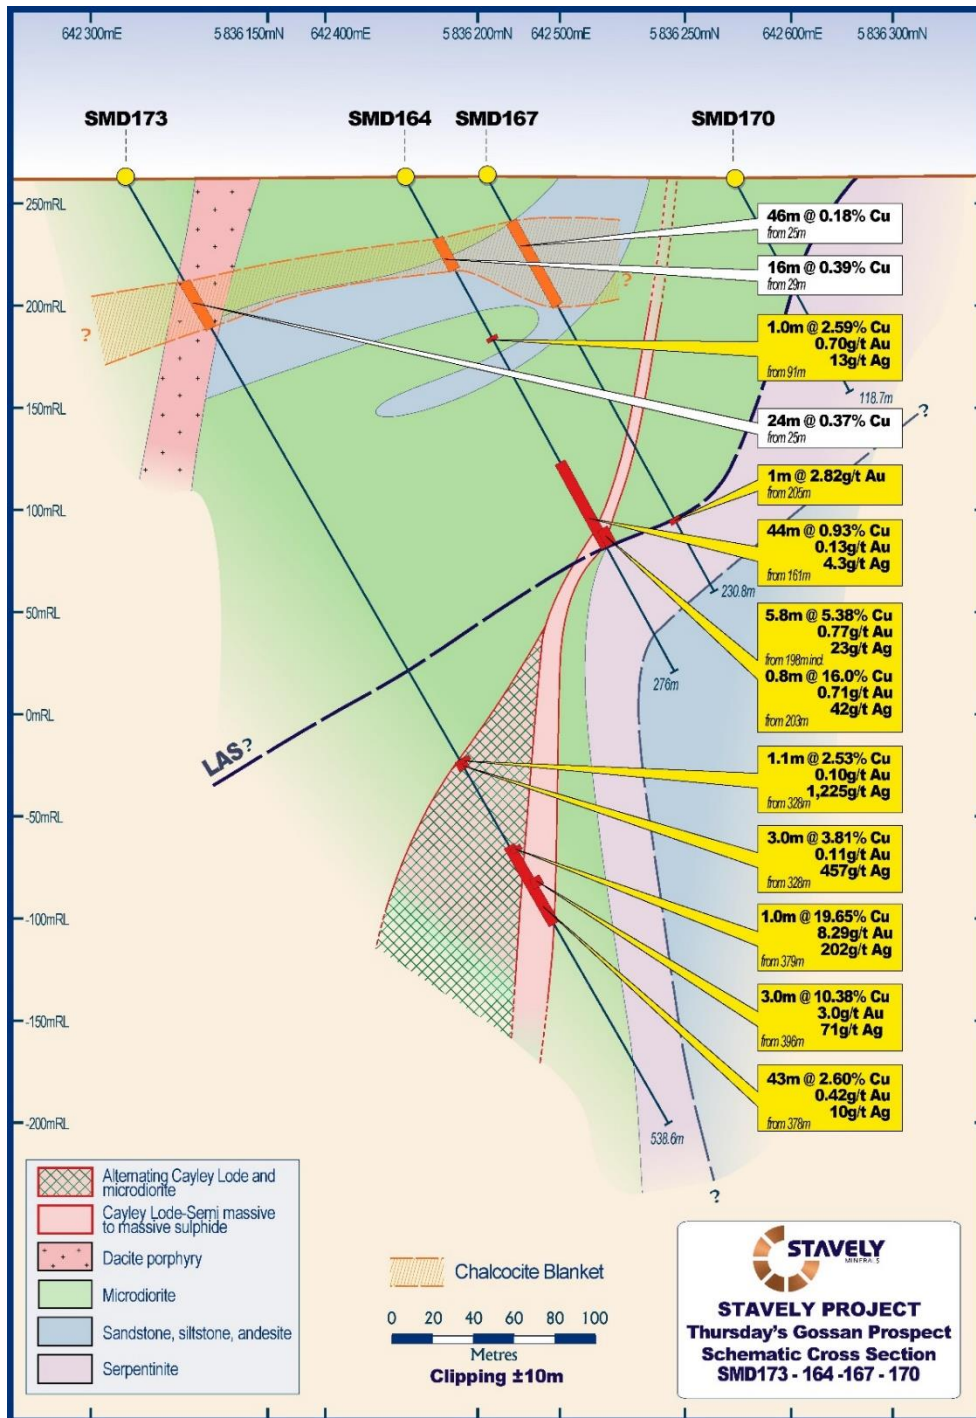 642 300mE
5 836 150mN
642 400mE
5 836 200mN
642 500mE
5 836 250mN
642 600mE
5 836 300mN
SMD173
SMD164
SMD167
SMD170
250mRL
200mRL
150mRL
100mRL
50mRL
0mRL
-50mRL
-100mRL
-150mRL
-200mRL
46m @ 0.18% Cu
from 25m
16m @ 0.39% Cu
from 29m
1.0m @ 2.59% Cu
0.70g/t Au
13g/t Ag
from 91m
118.7m
24m @ 0.37% Cu
from 25m
1m @ 2.82g/t Au
from 205m
44m @ 0.93% Cu
0.13g/t Au
4.3g/t Ag
from 161m
230.8m
5.8m @ 5.38% Cu
0.77g/t Au
23g/t Ag
from 198m incl.
0.8m @ 16.0% Cu
0.71g/t Au
42g/t Ag
from 203m
276m
1.1m @ 2.53% Cu
0.10g/t Au
1,225g/t Ag
from 328m
3.0m @ 3.81% Cu
0.11g/t Au
457g/t Ag
from 328m
1.0m @ 19.65% Cu
8.29g/t Au
202g/t Ag
from 379m
3.0m @ 10.38% Cu
3.0g/t Au
71g/t Ag
from 396m
43m @ 2.60% Cu
0.42g/t Au
10g/t Ag
from 378m
538.6m
?
?
?
LAS?
?
Alternating Cayley Lode and
microdiorite
Cayley Lode-Semi massive
to massive sulphide
Dacite porphyry
Microdiorite
Sandstone, siltstone, andesite
Serpentinite
Chalcocite Blanket
0 20 40 60 80 100
Metres
Clipping ±10m
STAVELY
MINERALS
STAVELY PROJECT
Thursday's Gossan Prospect
Schematic Cross Section
SMD173 - 164 -167 - 170